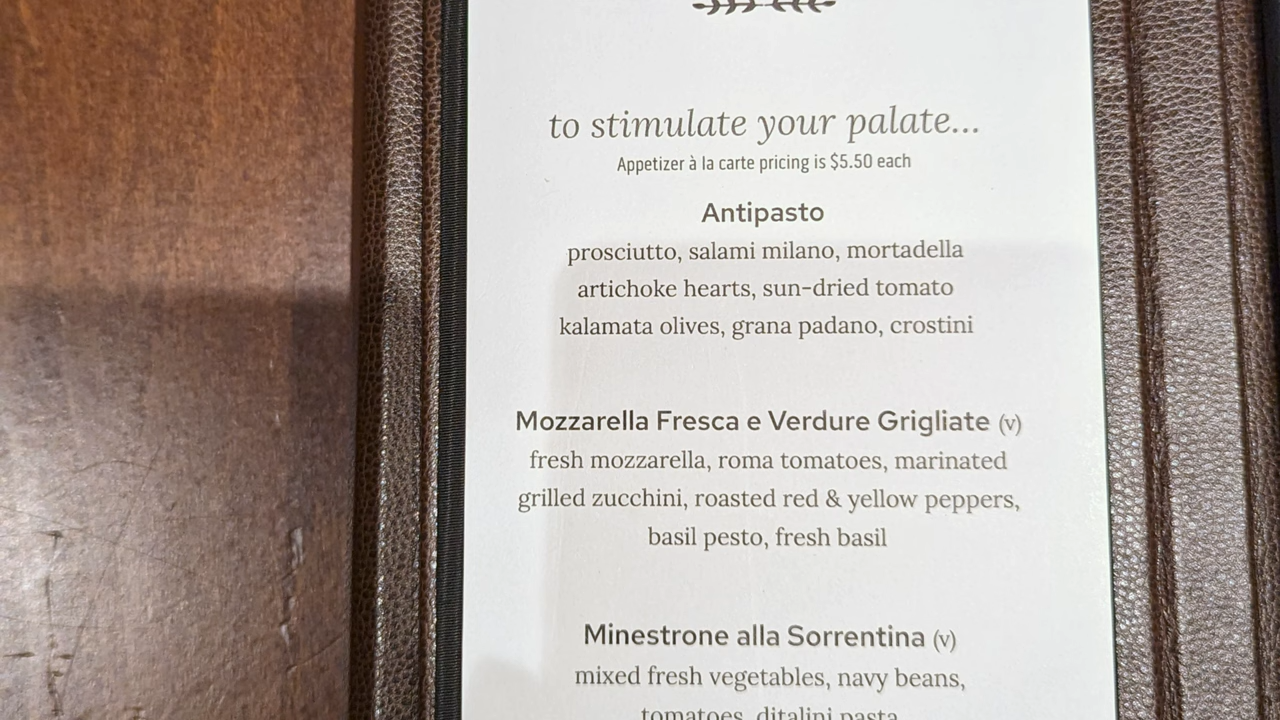 to stimulate your palate...
Appetizer à la carte pricing is $5.50 each
Antipasto
prosciutto, salami milano, mortadella
artichoke hearts, sun-dried tomato
kalamata olives, grana padano, crostini
Mozzarella Fresca e Verdure Grigliate (v)
fresh mozzarella, roma tomatoes, marinated
grilled zucchini, roasted red & yellow peppers,
basil pesto, fresh basil
Minestrone alla Sorrentina (v)
mixed fresh vegetables, navy beans,
tomatoes, ditalini pasta